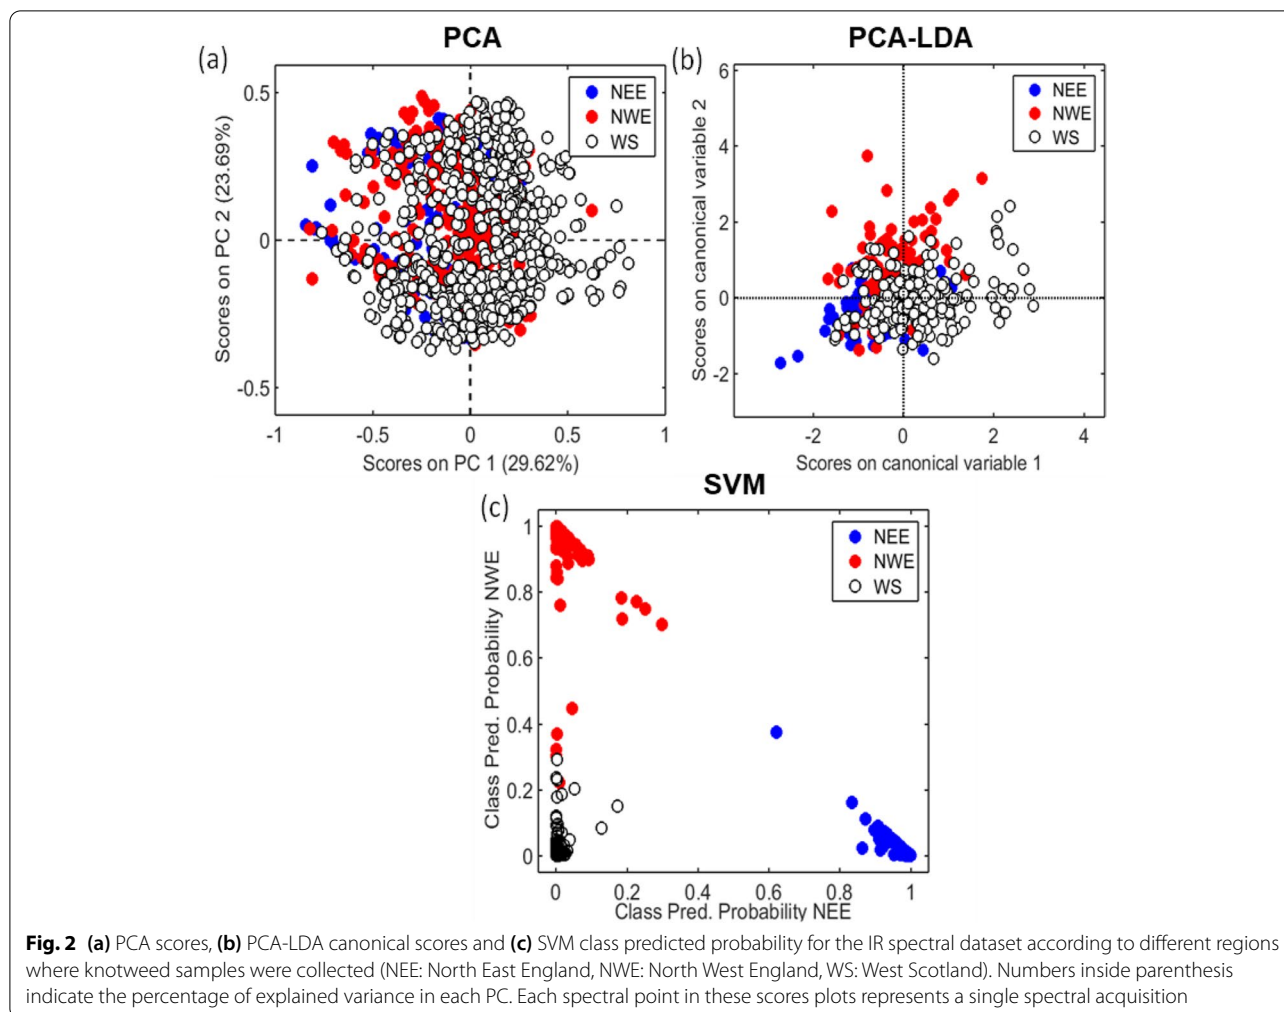 PCA
(a)
NEE
NWE
WS
0.5
0
-0.5
Scores on PC 2 (23.69%)
-1
-0.5
0
0.5
1
Scores on PC 1 (29.62%)
PCA-LDA
(b)
NEE
NWE
WS
6
4
2
0
-2
Scores on canonical variable 2
-2
0
2
4
Scores on canonical variable 1
SVM
(c)
NEE
NWE
WS
1
0.8
0.6
0.4
0.2
0
Class Pred. Probability NWE
0
0.2
0.4
0.6
0.8
1
Class Pred. Probability NEE
Fig. 2 (a) PCA scores, (b) PCA-LDA canonical scores and (c) SVM class predicted probability for the IR spectral dataset according to different regions
where knotweed samples were collected (NEE: North East England, NWE: North West England, WS: West Scotland). Numbers inside parenthesis
indicate the percentage of explained variance in each PC. Each spectral point in these scores plots represents a single spectral acquisition